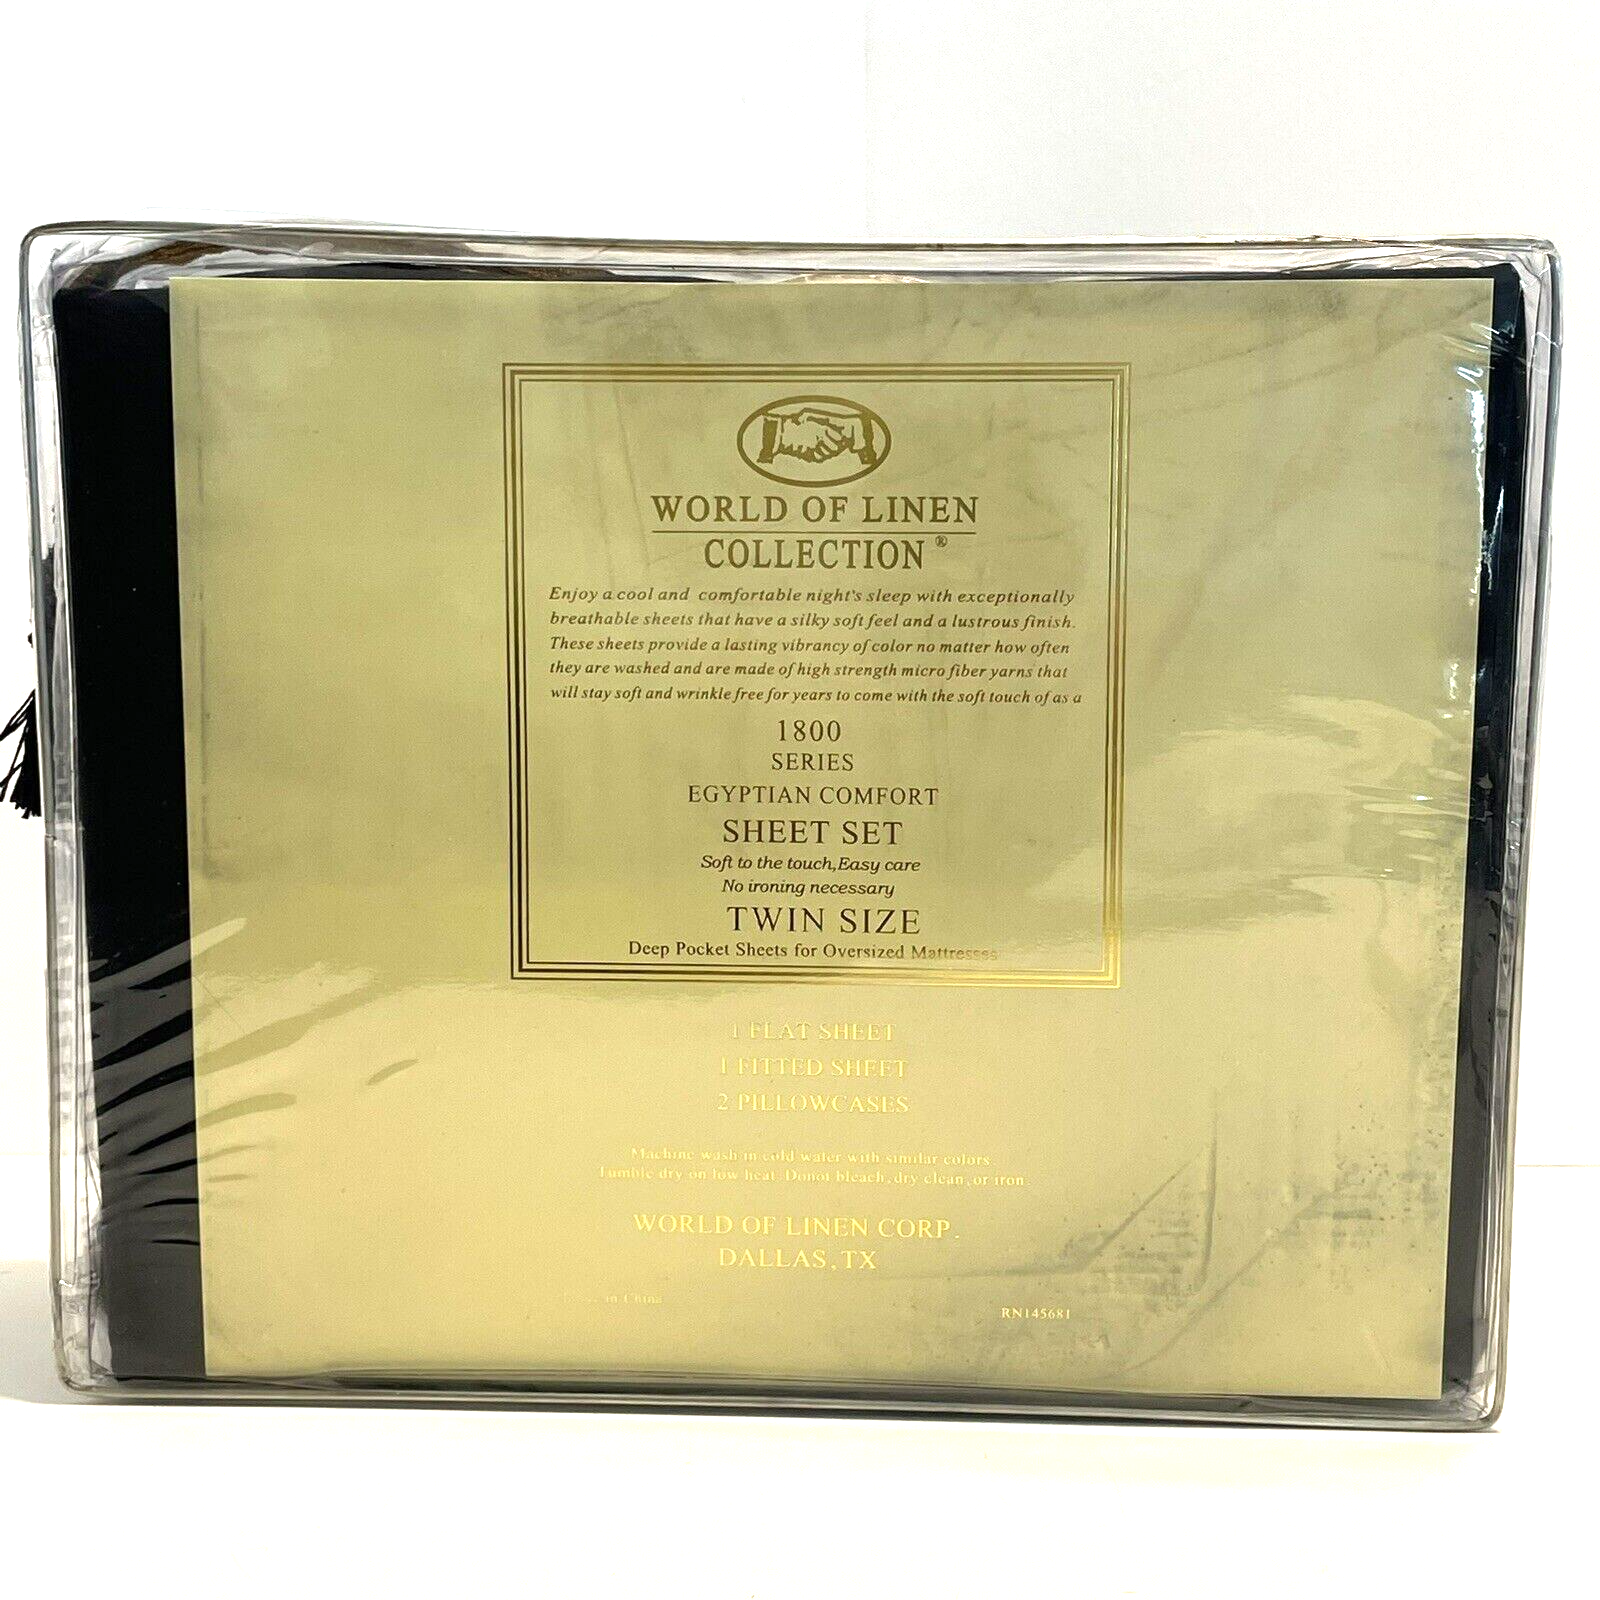 WORLD OF LINEN
COLLECTION ®
Enjoy a cool and comfortable night's sleep with exceptionally
breathable sheets that have a silky soft feel and a lustrous finish.
These sheets provide a lasting vibrancy of color no matter how often
they are washed and are made of high strength micro fiber yarns that
will stay soft and wrinkle free for years to come with the soft touch of as a
1800
SERIES
EGYPTIAN COMFORT
SHEET SET
Soft to the touch,Easy care
No ironing necessary
TWIN SIZE
Deep Pocket Sheets for Oversized Mattresses
1 FLAT SHEET
1 FITTED SHEET
2 PILLOWCASES
Machine wash in cold water with similar colors.
Tumble dry on low heat. Donot bleach, dry clean, or iron.
WORLD OF LINEN CORP.
DALLAS, TX
in China
RN145681